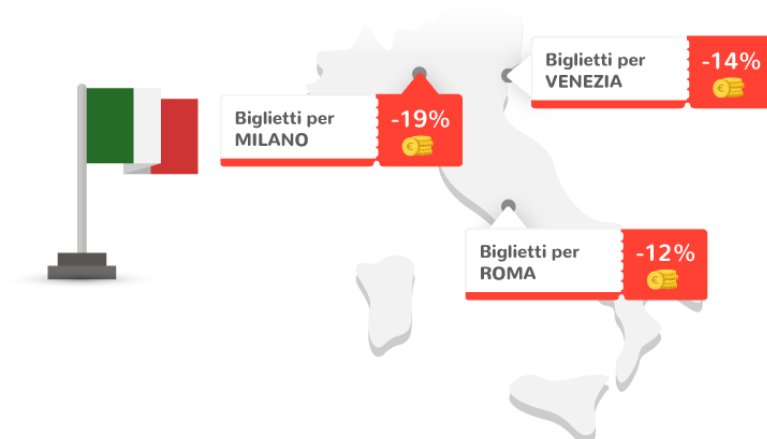 Biglietti per
VENEZIA
-14%
Biglietti per
MILANO
-19%
Biglietti per
ROMA
-12%